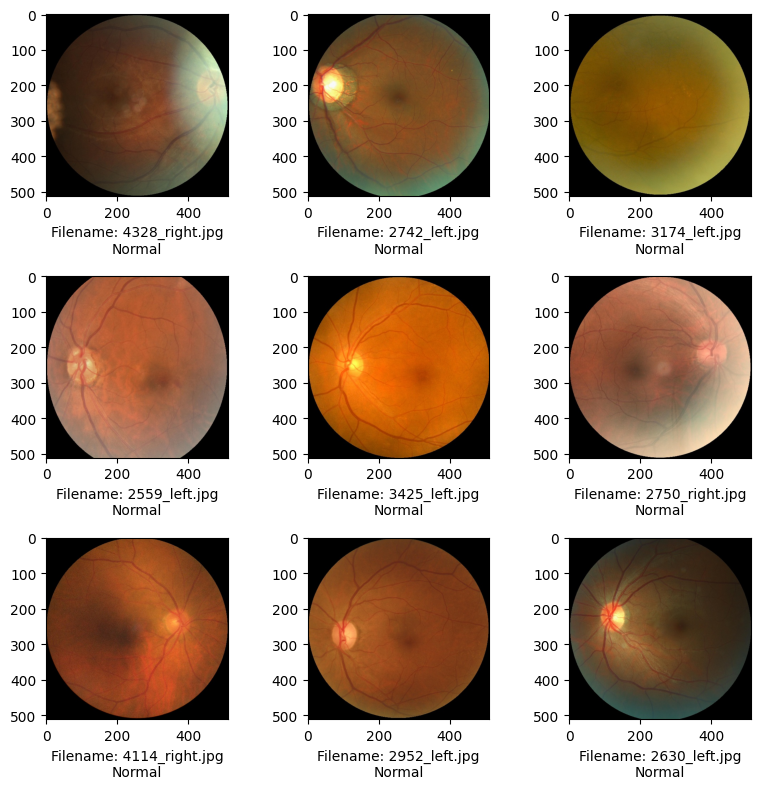 0
100
200
300
400
500
0 200 400
Filename: 4328_right.jpg
Normal
0
100
200
300
400
500
0 200 400
Filename: 2742_left.jpg
Normal
0
100
200
300
400
500
0 200 400
Filename: 3174_left.jpg
Normal
0
100
200
300
400
500
0 200 400
Filename: 2559_left.jpg
Normal
0
100
200
300
400
500
0 200 400
Filename: 3425_left.jpg
Normal
0
100
200
300
400
500
0 200 400
Filename: 2750_right.jpg
Normal
0
100
200
300
400
500
0 200 400
Filename: 4114_right.jpg
Normal
0
100
200
300
400
500
0 200 400
Filename: 2952_left.jpg
Normal
0
100
200
300
400
500
0 200 400
Filename: 2630_left.jpg
Normal